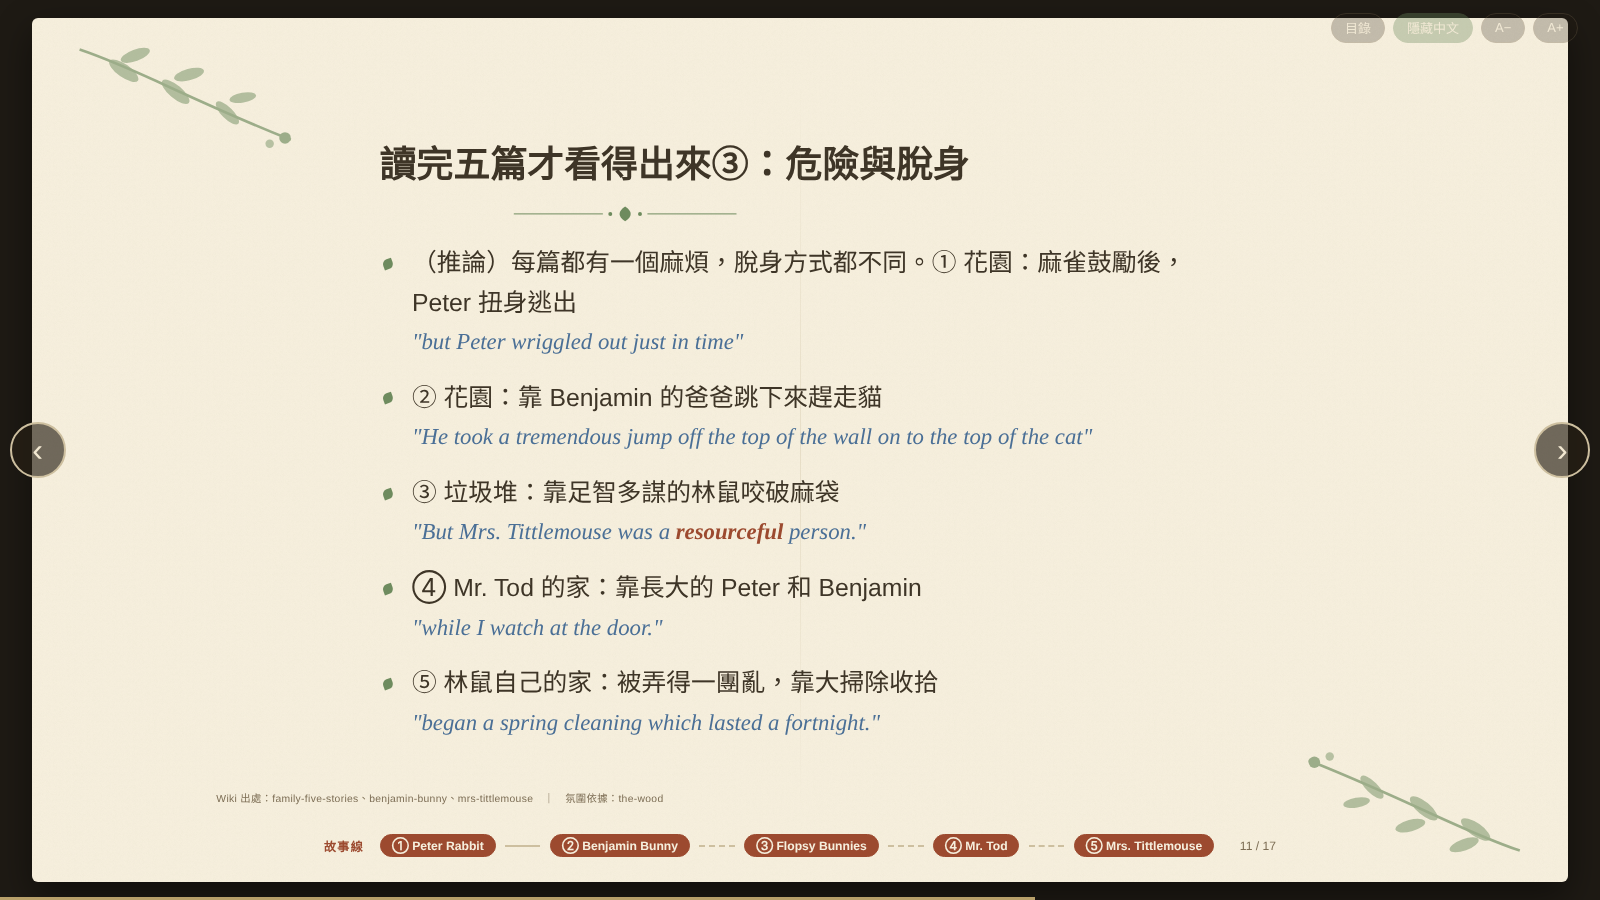 目錄 隱藏中文 A− A+
讀完五篇才看得出來③：危險與脫身
（推論）每篇都有一個麻煩，脫身方式都不同。① 花園：麻雀鼓勵後，
Peter 扭身逃出
"but Peter wriggled out just in time"
② 花園：靠 Benjamin 的爸爸跳下來趕走貓
"He took a tremendous jump off the top of the wall on to the top of the cat"
③ 垃圾堆：靠足智多謀的林鼠咬破麻袋
"But Mrs. Tittlemouse was a resourceful person."
④ Mr. Tod 的家：靠長大的 Peter 和 Benjamin
"while I watch at the door."
⑤ 林鼠自己的家：被弄得一團亂，靠大掃除收拾
"began a spring cleaning which lasted a fortnight."
Wiki 出處：family-five-stories、benjamin-bunny、mrs-tittlemouse ｜ 氛圍依據：the-wood
故事線 ① Peter Rabbit ② Benjamin Bunny ③ Flopsy Bunnies ④ Mr. Tod ⑤ Mrs. Tittlemouse 11 / 17